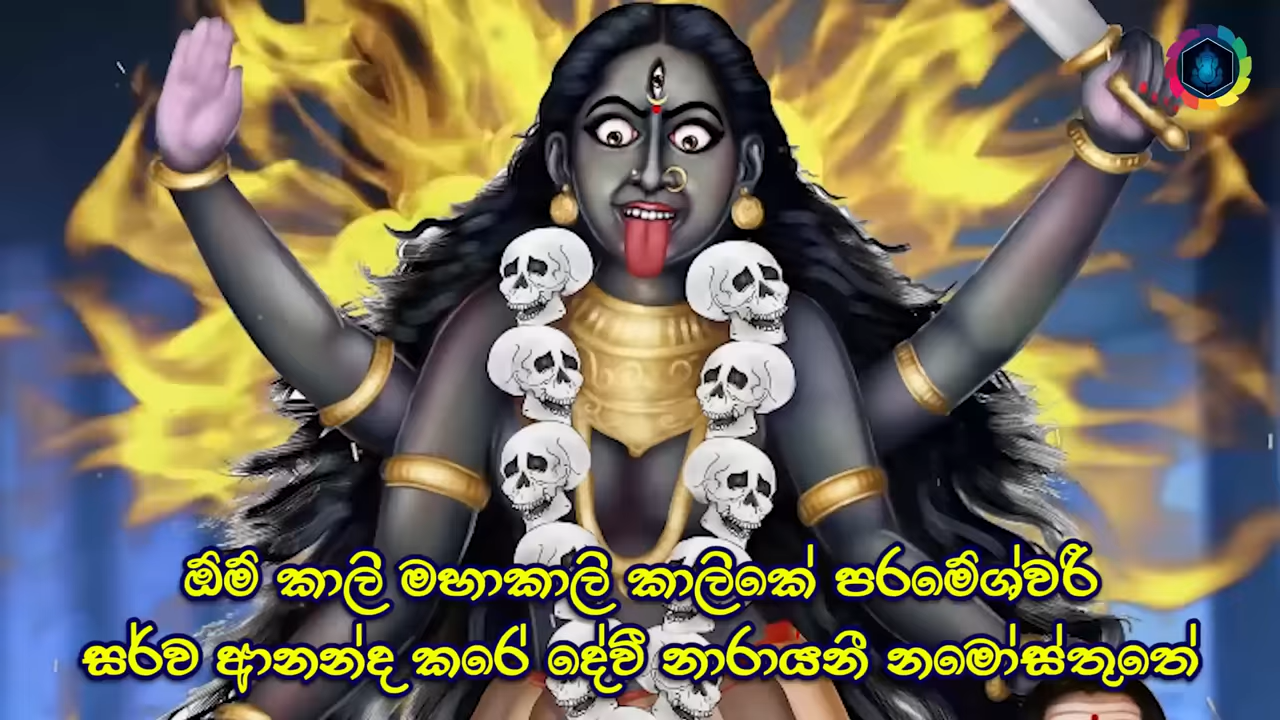 ඕම් කාලි මහාකාලි කාලිකේ පරමේශ්වරී
සර්ව ආනන්ද කරේ දේවී නාරායනී නමෝස්තුතේ